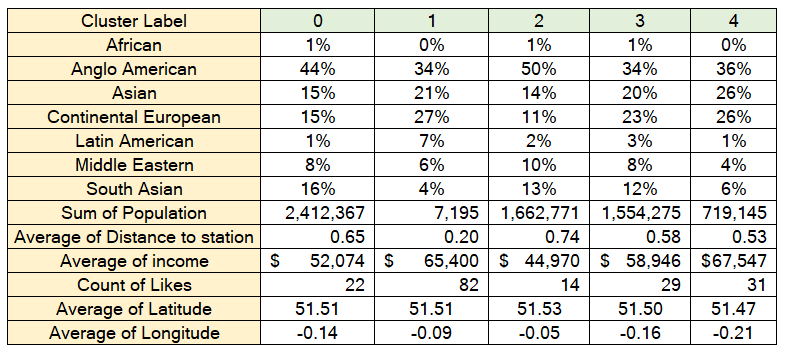 Cluster Label 0 1 2 3 4
African 1% 0% 1% 1% 0%
Anglo American 44% 34% 50% 34% 36%
Asian 15% 21% 14% 20% 26%
Continental European 15% 27% 11% 23% 26%
Latin American 1% 7% 2% 3% 1%
Middle Eastern 8% 6% 10% 8% 4%
South Asian 16% 4% 13% 12% 6%
Sum of Population 2,412,367 7,195 1,662,771 1,554,275 719,145
Average of Distance to station 0.65 0.20 0.74 0.58 0.53
Average of income $ 52,074 $ 65,400 $ 44,970 $ 58,946 $67,547
Count of Likes 22 82 14 29 31
Average of Latitude 51.51 51.51 51.53 51.50 51.47
Average of Longitude -0.14 -0.09 -0.05 -0.16 -0.21